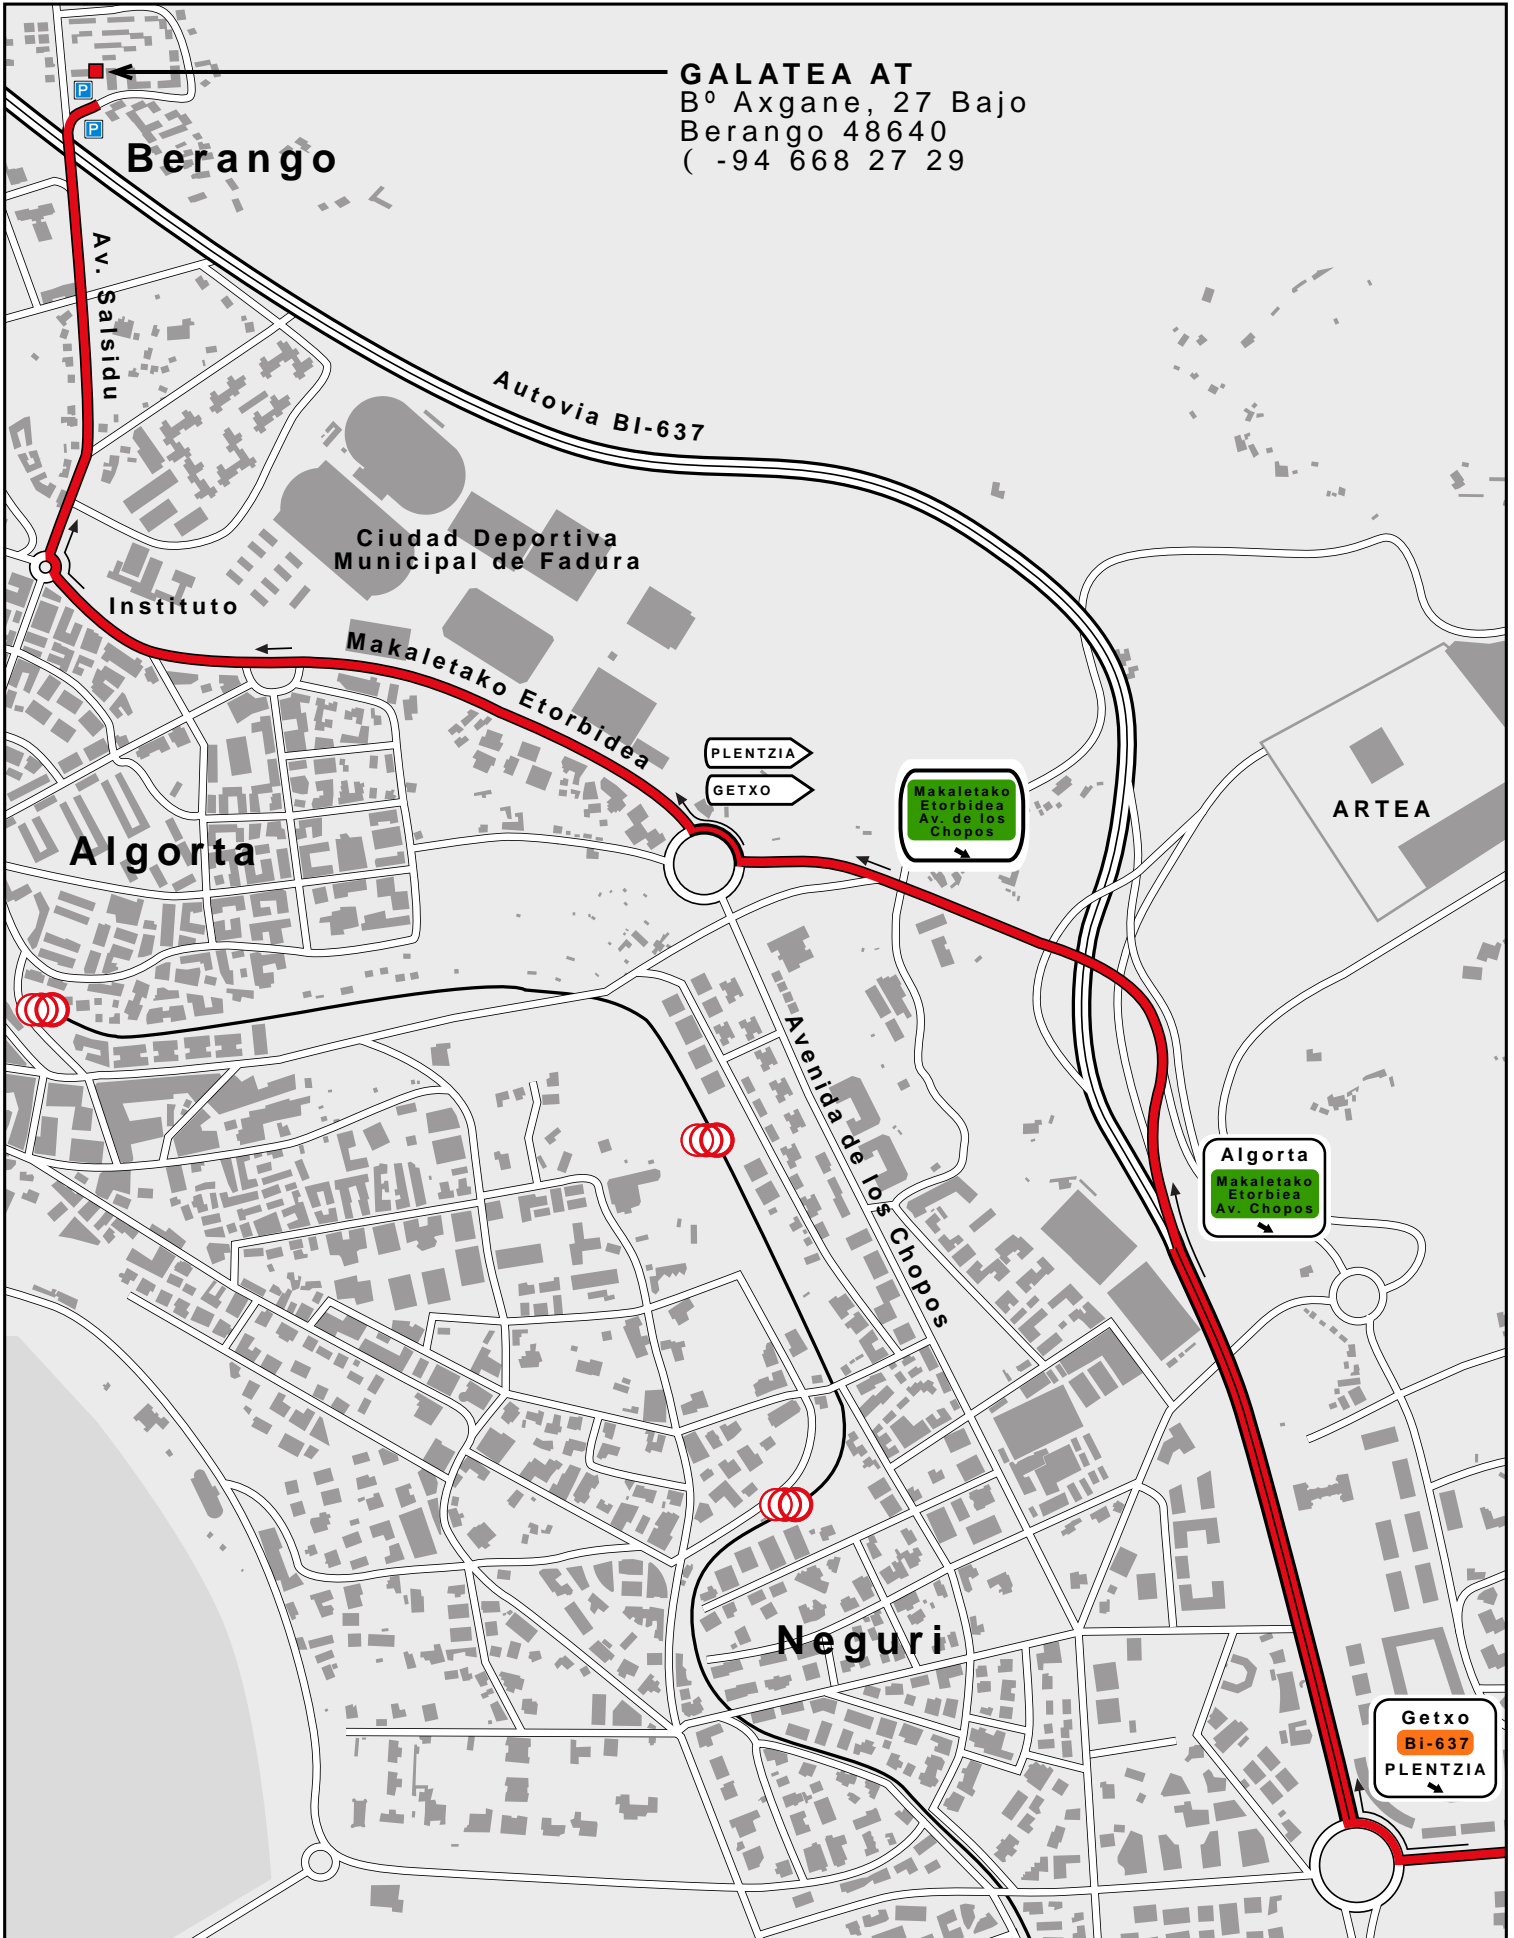 GALATEA AT
Bº Axgane, 27 Bajo
Berango 48640
( -94 668 27 29
P
P
Berango
Av. Salsidu
Autovia BI-637
Ciudad Deportiva
Municipal de Fadura
Instituto
Makaletako Etorbidea
PLENTZIA
GETXO
Makaletako
Etorbidea
Av. de los
Chopos
ARTEA
Algorta
Avenida de los Chopos
Algorta
Makaletako
Etorbiea
Av. Chopos
Neguri
Getxo
Bi-637
PLENTZIA